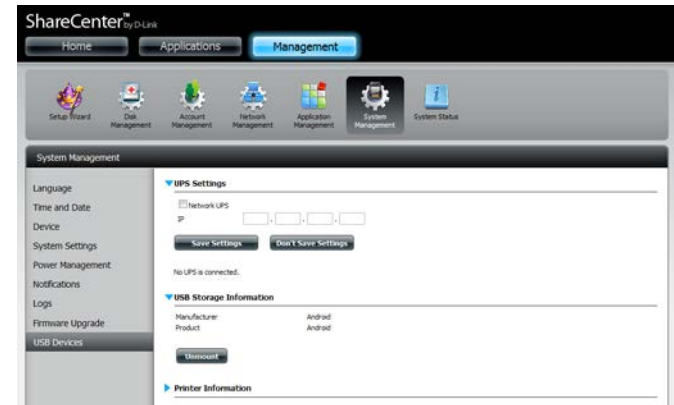 ShareCenter™ by D-Link
Home Applications Management
Setup Wizard Disk Management Account Management Network Management Application Management System Management System Status
System Management
Language
Time and Date
Device
System Settings
Power Management
Notifications
Logs
Firmware Upgrade
USB Devices
UPS Settings
Network UPS
IP . . .
Save Settings Don't Save Settings
No UPS is connected.
USB Storage Information
Manufacturer Android
Product Android
Unmount
Printer Information